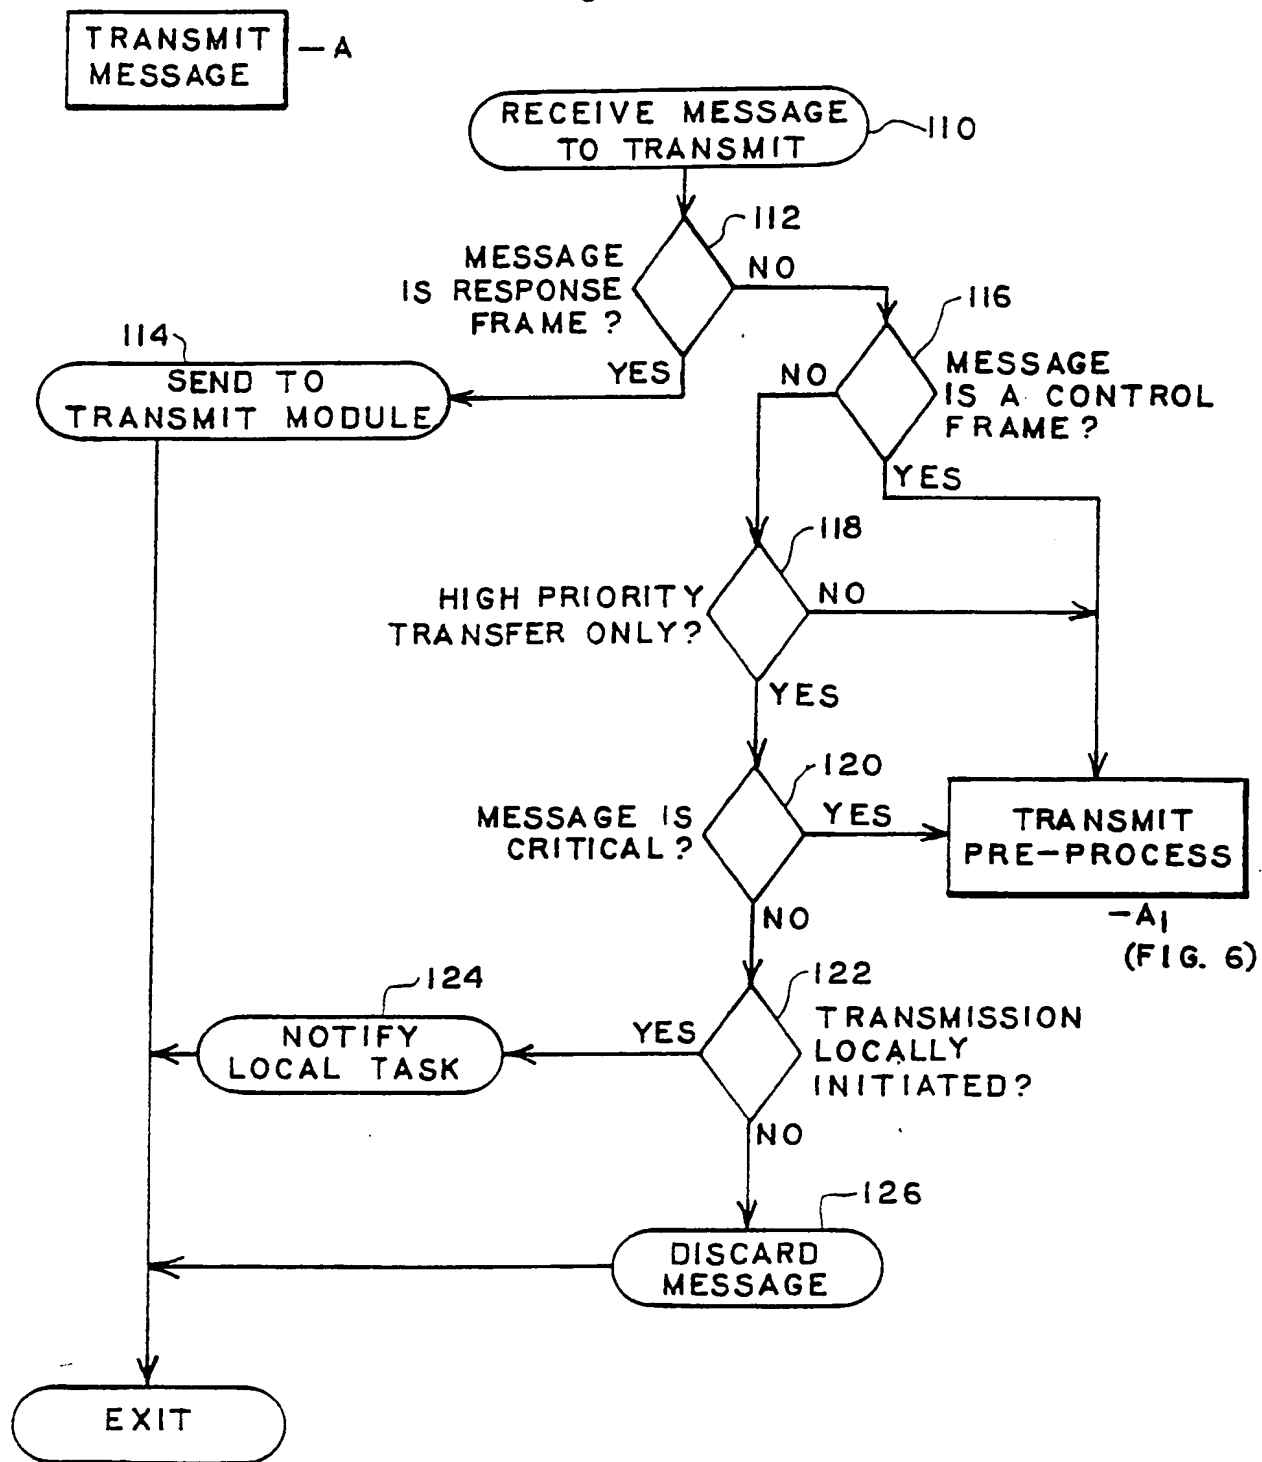 TRANSMIT
MESSAGE
-A
RECEIVE MESSAGE
TO TRANSMIT
110
112
MESSAGE
IS RESPONSE
FRAME?
NO
YES
114
SEND TO
TRANSMIT MODULE
116
MESSAGE
IS A CONTROL
FRAME?
NO
YES
118
HIGH PRIORITY
TRANSFER ONLY?
NO
YES
120
MESSAGE IS
CRITICAL?
YES
NO
TRANSMIT
PRE-PROCESS
-A1
(FIG. 6)
122
TRANSMISSION
LOCALLY
INITIATED?
YES
NO
124
NOTIFY
LOCAL TASK
126
DISCARD
MESSAGE
EXIT